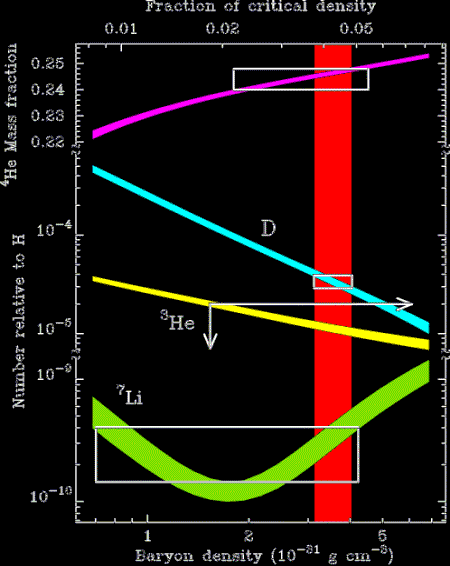 Fraction of critical density
0.01 0.02 0.05
0.25
0.24
0.23
0.22
⁴He Mass fraction
D
10⁻⁴
Number relative to H
³He
10⁻⁵
10⁻⁹
⁷Li
10⁻¹⁰
1 2 5
Baryon density (10⁻³¹ g cm⁻³)